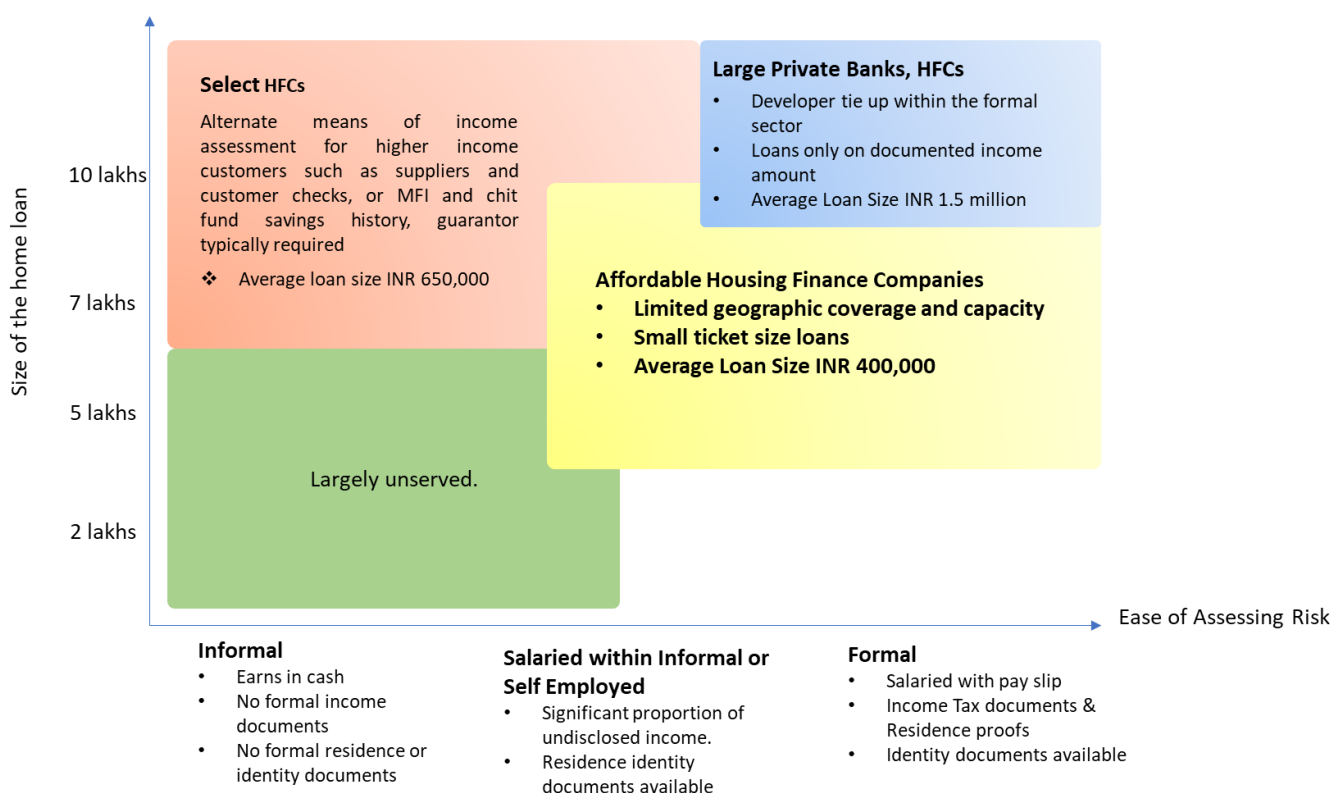 Select HFCs
Alternate means of income
assessment for higher income
customers such as suppliers and
customer checks, or MFI and chit
fund savings history, guarantor
typically required
❖ Average loan size INR 650,000
Large Private Banks, HFCs
• Developer tie up within the formal
sector
• Loans only on documented income
amount
• Average Loan Size INR 1.5 million
Affordable Housing Finance Companies
• Limited geographic coverage and capacity
• Small ticket size loans
• Average Loan Size INR 400,000
Largely unserved.
Size of the home loan
10 lakhs
7 lakhs
5 lakhs
2 lakhs
Ease of Assessing Risk
Informal
• Earns in cash
• No formal income
documents
• No formal residence or
identity documents
Salaried within Informal or
Self Employed
• Significant proportion of
undisclosed income.
• Residence identity
documents available
Formal
• Salaried with pay slip
• Income Tax documents &
Residence proofs
• Identity documents available